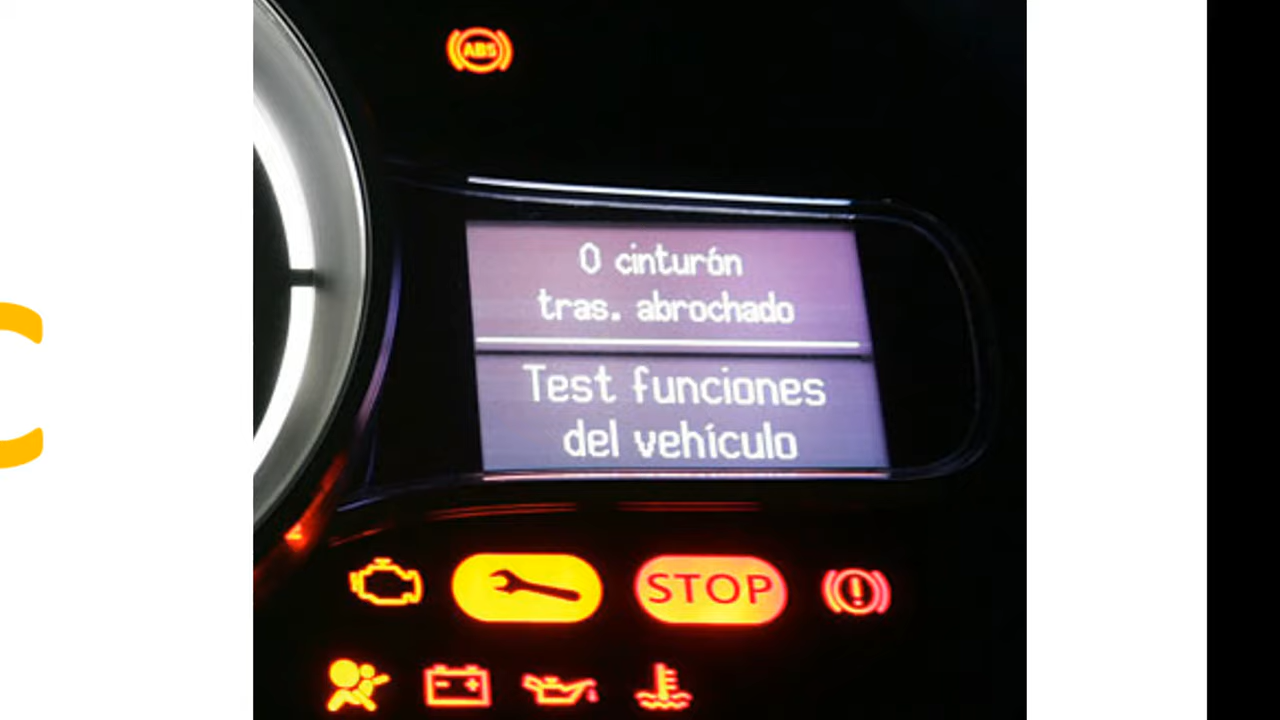 ABS
0 cinturón
tras. abrochado
Test funciones
del vehículo
STOP